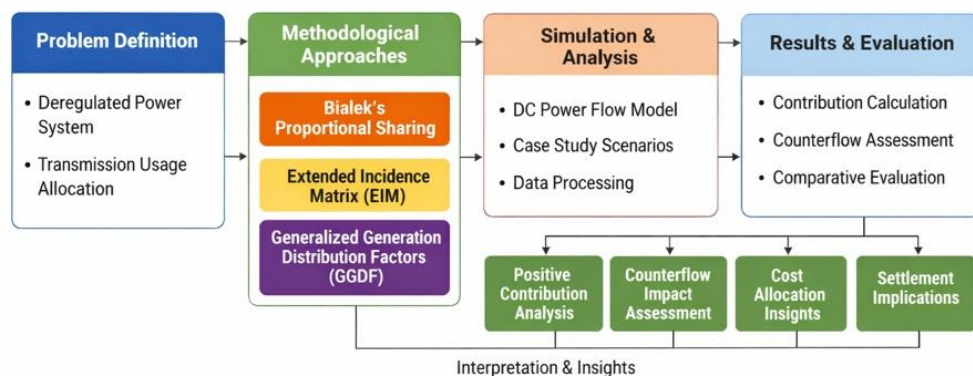 Problem Definition
• Deregulated Power
System
• Transmission Usage
Allocation
Methodological
Approaches
Bialek's
Proportional Sharing
Extended Incidence
Matrix (EIM)
Generalized Generation
Distribution Factors
(GGDF)
Simulation &
Analysis
• DC Power Flow Model
• Case Study Scenarios
• Data Processing
Results & Evaluation
• Contribution Calculation
• Counterflow Assessment
• Comparative Evaluation
Positive
Contribution
Analysis
Counterflow
Impact
Assessment
Cost
Allocation
Insights
Settlement
Implications
Interpretation & Insights